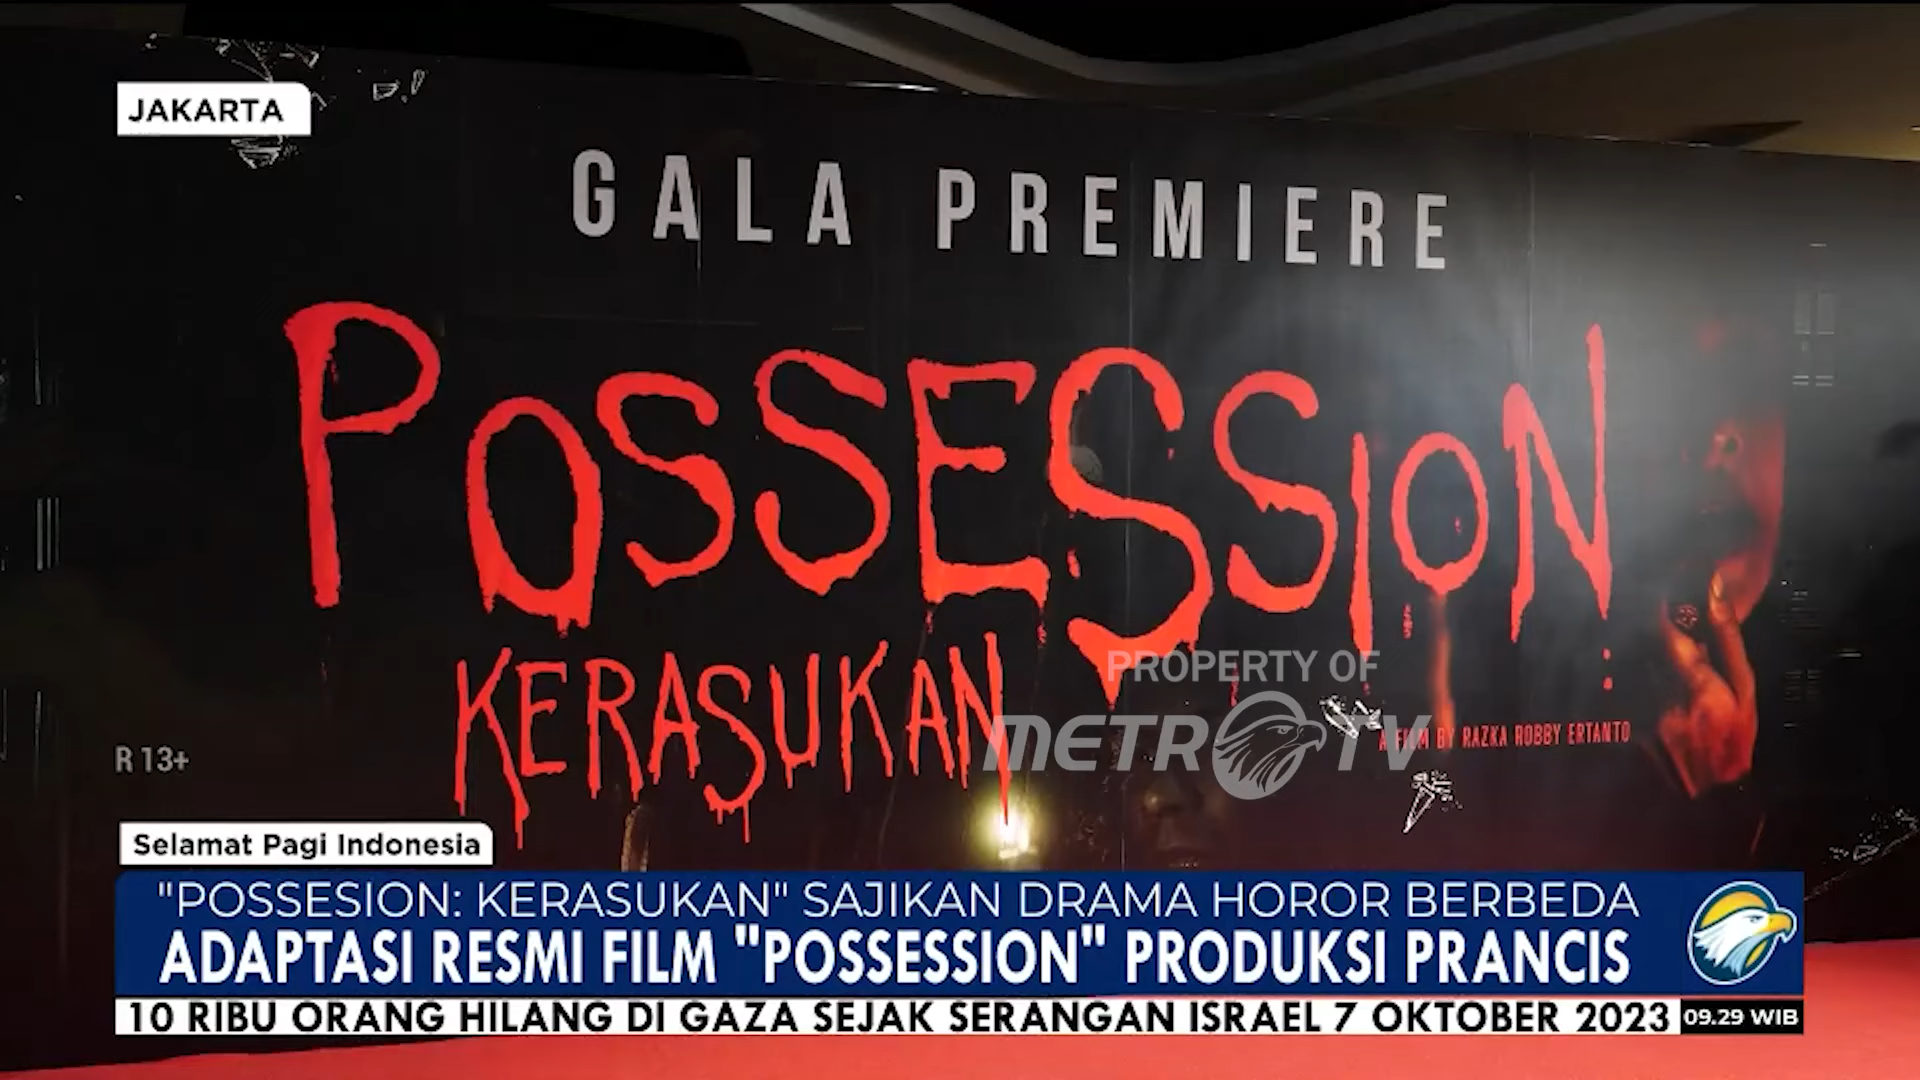 JAKARTA
GALA PREMIERE
POSSESSION
KERASUKAN
PROPERTY OF
METRO TV
A FILM BY RAZKA ROBBY ERTANTO
R 13+
Selamat Pagi Indonesia
"POSSESION: KERASUKAN" SAJIKAN DRAMA HOROR BERBEDA
ADAPTASI RESMI FILM "POSSESSION" PRODUKSI PRANCIS
10 RIBU ORANG HILANG DI GAZA SEJAK SERANGAN ISRAEL 7 OKTOBER 2023
09.29 WIB